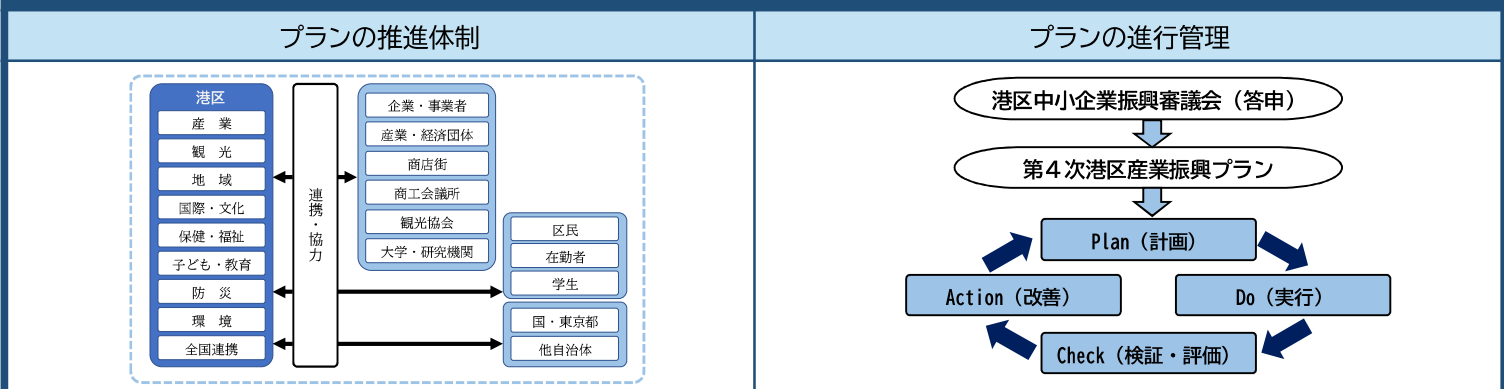 プランの推進体制
港区
産　業
観　光
地　域
国際・文化
保健・福祉
子ども・教育
防　災
環　境
全国連携
連携・協力
企業・事業者
産業・経済団体
商店街
商工会議所
観光協会
大学・研究機関
区民
在勤者
学生
国・東京都
他自治体
プランの進行管理
港区中小企業振興審議会（答申）
第４次港区産業振興プラン
Plan（計画）
Do（実行）
Check（検証・評価）
Action（改善）